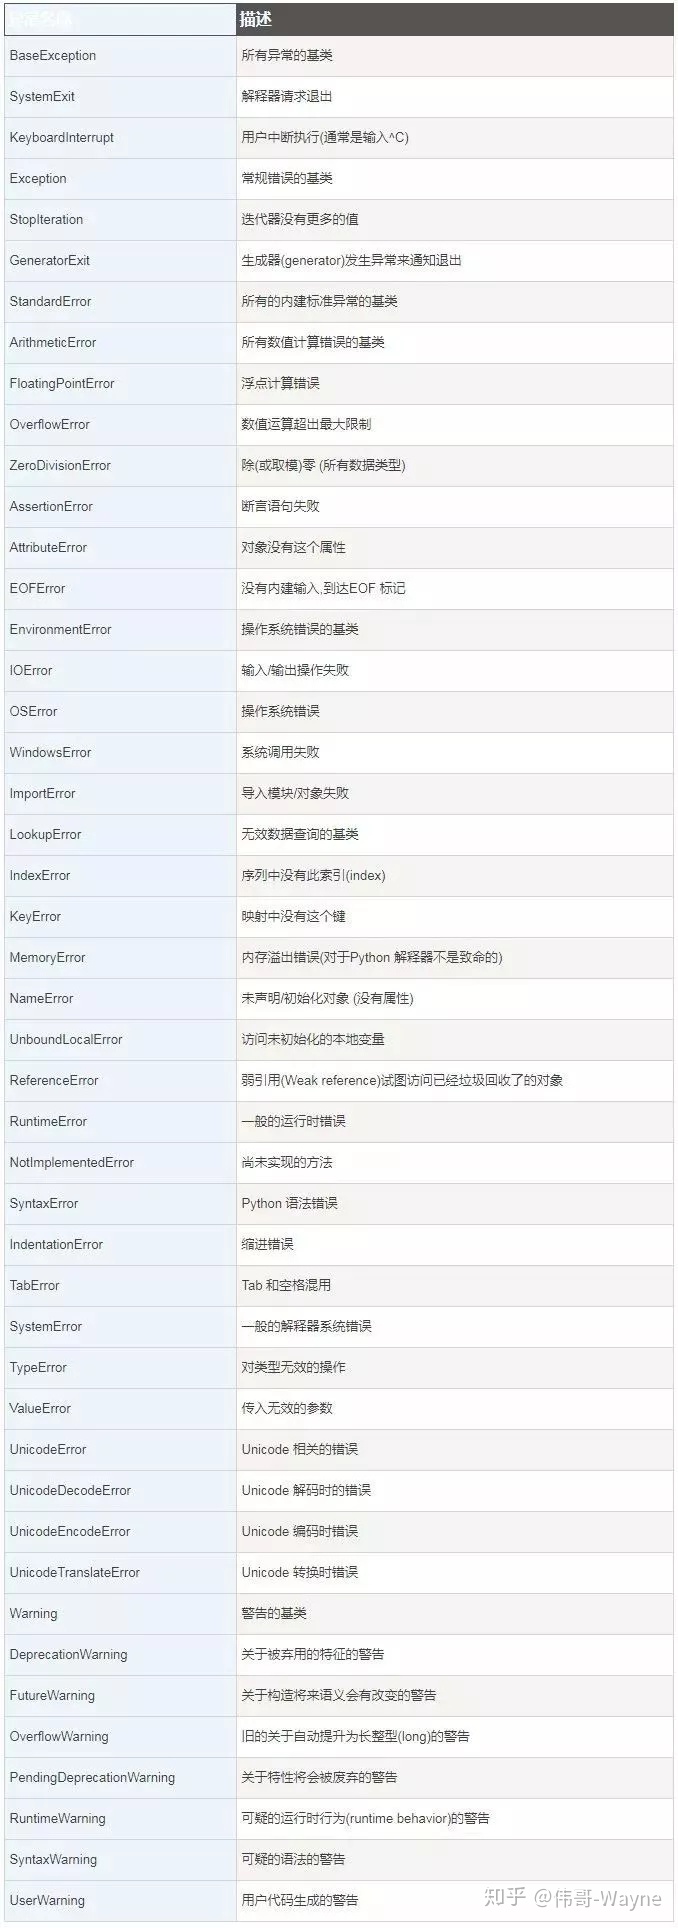 异常名称 描述
BaseException 所有异常的基类
SystemExit 解释器请求退出
KeyboardInterrupt 用户中断执行(通常是输入^C)
Exception 常规错误的基类
StopIteration 迭代器没有更多的值
GeneratorExit 生成器(generator)发生异常来通知退出
StandardError 所有的内建标准异常的基类
ArithmeticError 所有数值计算错误的基类
FloatingPointError 浮点计算错误
OverflowError 数值运算超出最大限制
ZeroDivisionError 除(或取模)零 (所有数据类型)
AssertionError 断言语句失败
AttributeError 对象没有这个属性
EOFError 没有内建输入,到达EOF 标记
EnvironmentError 操作系统错误的基类
IOError 输入/输出操作失败
OSError 操作系统错误
WindowsError 系统调用失败
ImportError 导入模块/对象失败
LookupError 无效数据查询的基类
IndexError 序列中没有此索引(index)
KeyError 映射中没有这个键
MemoryError 内存溢出错误(对于Python 解释器不是致命的)
NameError 未声明/初始化对象 (没有属性)
UnboundLocalError 访问未初始化的本地变量
ReferenceError 弱引用(Weak reference)试图访问已经垃圾回收了的对象
RuntimeError 一般的运行时错误
NotImplementedError 尚未实现的方法
SyntaxError Python 语法错误
IndentationError 缩进错误
TabError Tab 和空格混用
SystemError 一般的解释器系统错误
TypeError 对类型无效的操作
ValueError 传入无效的参数
UnicodeError Unicode 相关的错误
UnicodeDecodeError Unicode 解码时的错误
UnicodeEncodeError Unicode 编码时错误
UnicodeTranslateError Unicode 转换时错误
Warning 警告的基类
DeprecationWarning 关于被弃用的特征的警告
FutureWarning 关于构造将来语义会有改变的警告
OverflowWarning 旧的关于自动提升为长整型(long)的警告
PendingDeprecationWarning 关于特性将会被废弃的警告
RuntimeWarning 可疑的运行时行为(runtime behavior)的警告
SyntaxWarning 可疑的语法的警告
UserWarning 用户代码生成的警告
知乎 @伟哥-Wayne